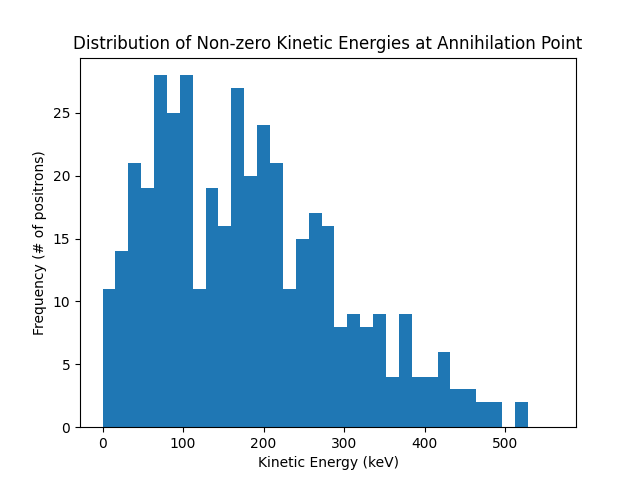 Distribution of Non-zero Kinetic Energies at Annihilation Point
Frequency (# of positrons)
25
20
15
10
5
0
0 100 200 300 400 500
Kinetic Energy (keV)